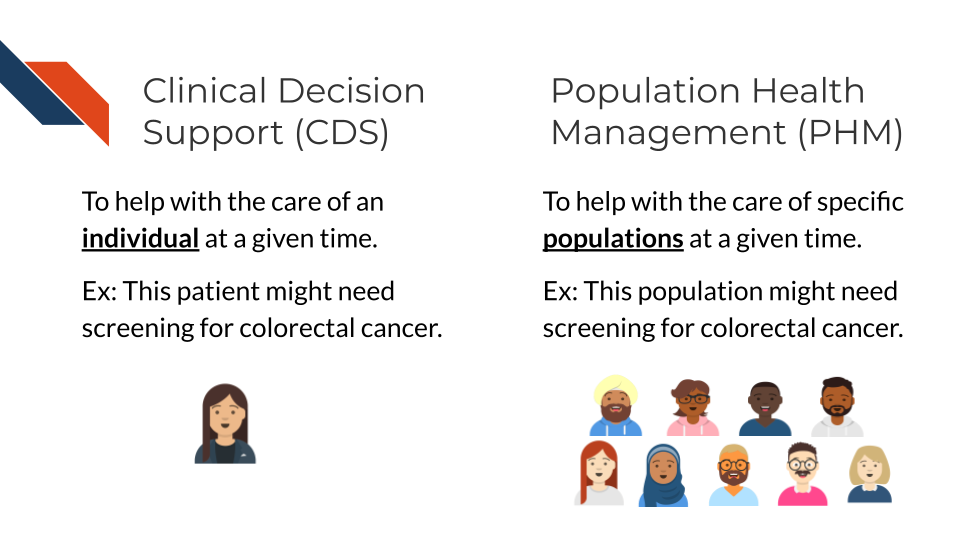 Clinical Decision
Support (CDS)
To help with the care of an
individual at a given time.
Ex: This patient might need
screening for colorectal cancer.
Population Health
Management (PHM)
To help with the care of specific
populations at a given time.
Ex: This population might need
screening for colorectal cancer.